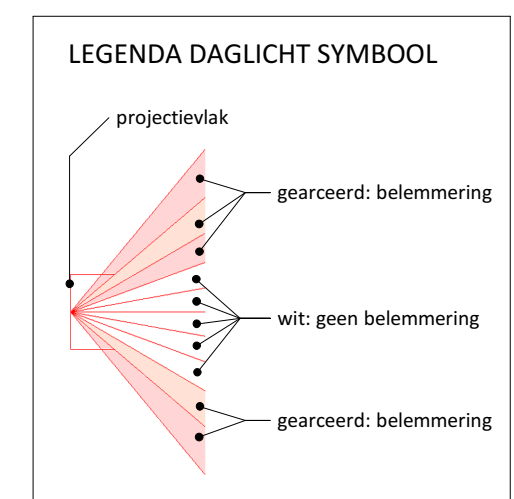 LEGENDA DAGLICHT SYMBOOL
projectievlak
gearceerd: belemmering
wit: geen belemmering
gearceerd: belemmering